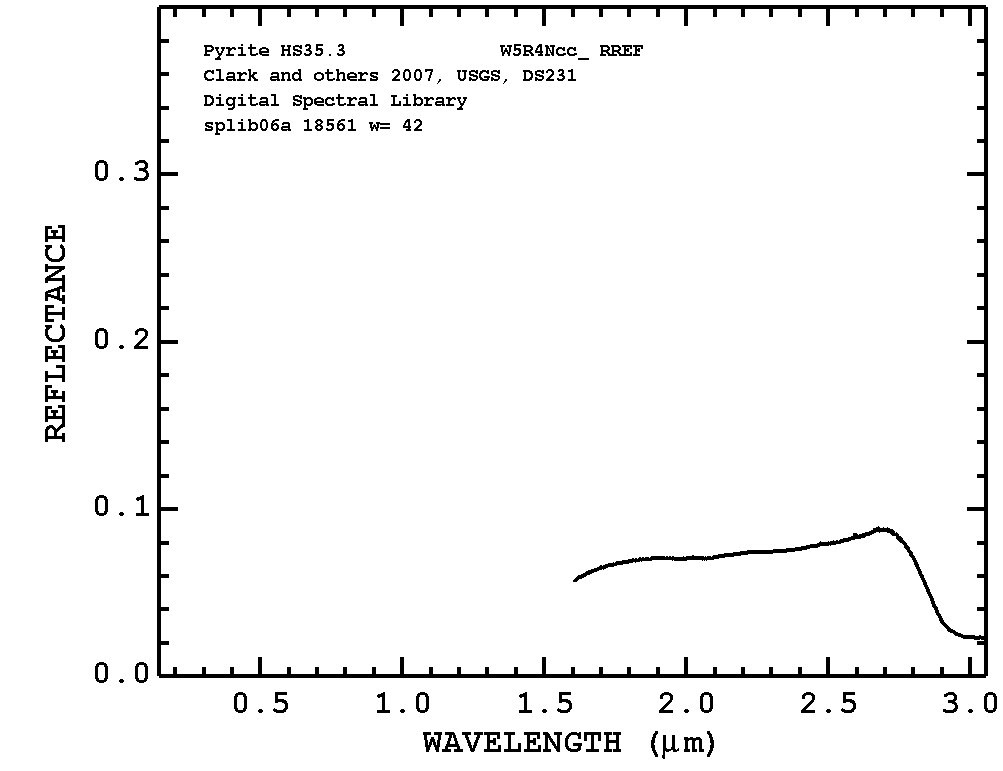 Pyrite HS35.3 W5R4Ncc_ RREF
Clark and others 2007, USGS, DS231
Digital Spectral Library
splib06a 18561 w= 42
0.3
0.2
0.1
0.0
REFLECTANCE
0.5 1.0 1.5 2.0 2.5 3.0
WAVELENGTH (μm)